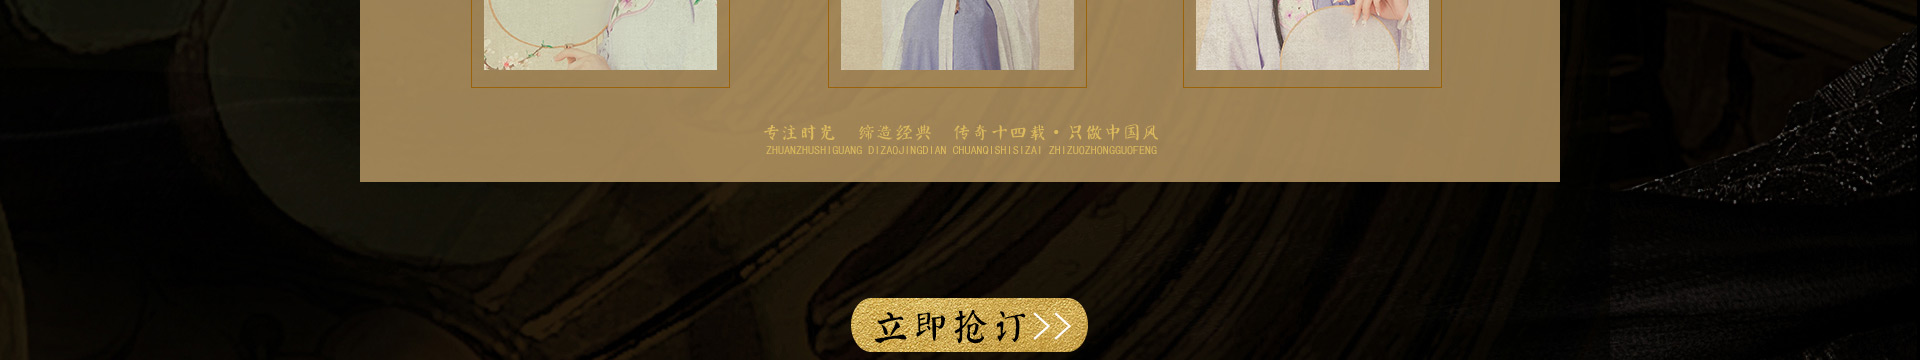 专注时光 缔造经典 传奇十四载·只做中国风
ZHUANZHUSHIGUANG DIZAOJINGDIAN CHUANQISHISIZAI ZHIZUOZHONGGUOFENG
立即抢订